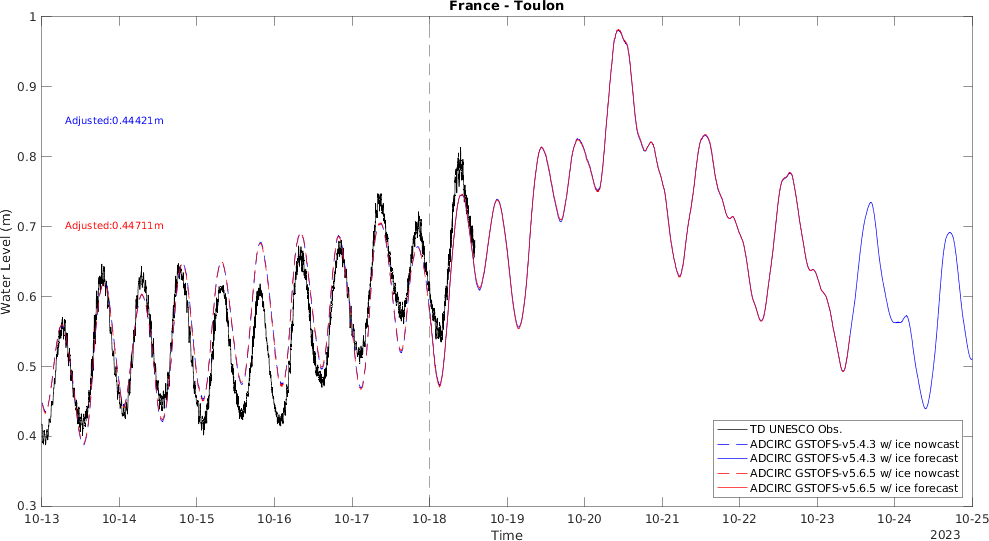 France - Toulon
1
0.9
0.8
0.7
0.6
0.5
0.4
0.3
Water Level (m)
Adjusted:0.44421m
Adjusted:0.44711m
TD UNESCO Obs.
ADCIRC GSTOFS-v5.4.3 w/ ice nowcast
ADCIRC GSTOFS-v5.4.3 w/ ice forecast
ADCIRC GSTOFS-v5.6.5 w/ ice nowcast
ADCIRC GSTOFS-v5.6.5 w/ ice forecast
10-13 10-14 10-15 10-16 10-17 10-18 10-19 10-20 10-21 10-22 10-23 10-24 10-25
Time
2023